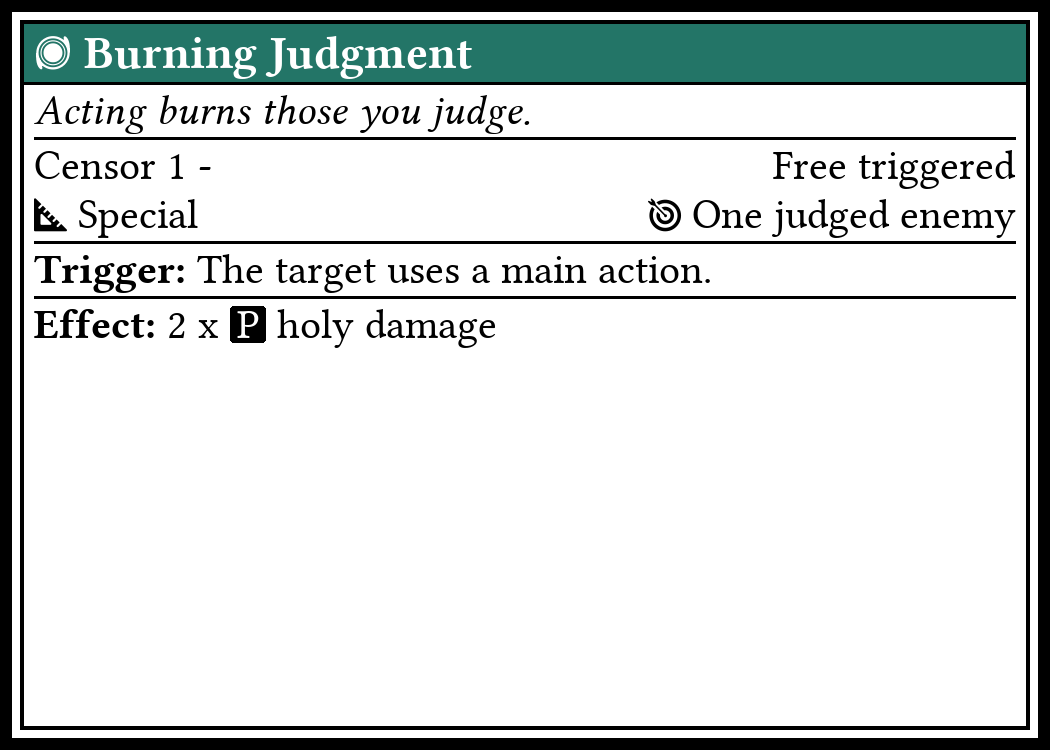 Burning Judgment
Acting burns those you judge.
Censor 1 - Free triggered
Special One judged enemy
Trigger: The target uses a main action.
Effect: 2 x P holy damage